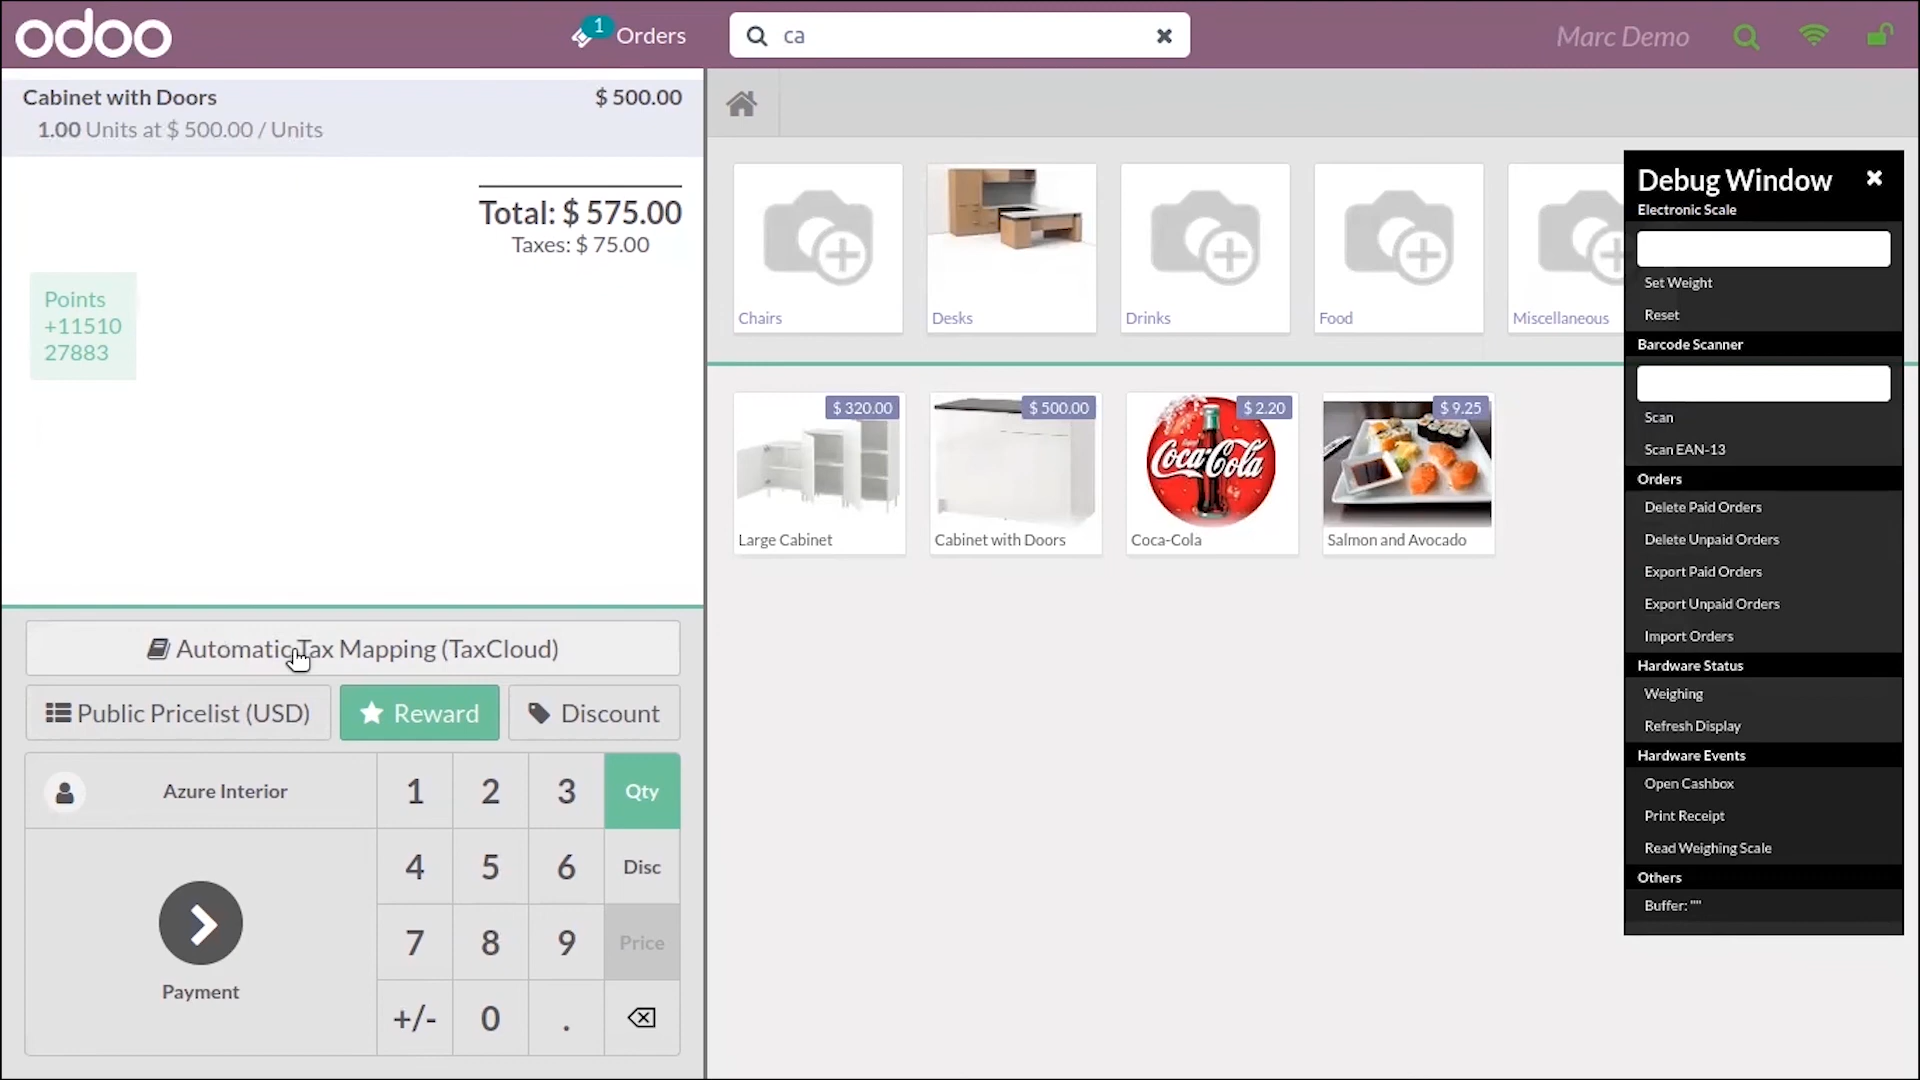 odoo
1
Orders
ca
Marc Demo
Cabinet with Doors
$ 500.00
1.00 Units at $ 500.00 / Units
Total: $ 575.00
Taxes: $ 75.00
Points
+11510
27883
Automatic Tax Mapping (TaxCloud)
Public Pricelist (USD)
Reward
Discount
Azure Interior
1
2
3
Qty
4
5
6
Disc
7
8
9
Price
Payment
+/-
0
.
Chairs
Desks
Drinks
Food
Miscellaneous
$ 320.00
Large Cabinet
$ 500.00
Cabinet with Doors
$ 2.20
Enjoy
Coca-Cola
Coca-Cola
$ 9.25
Salmon and Avocado
Debug Window
Electronic Scale
Set Weight
Reset
Barcode Scanner
Scan
Scan EAN-13
Orders
Delete Paid Orders
Delete Unpaid Orders
Export Paid Orders
Export Unpaid Orders
Import Orders
Hardware Status
Weighing
Refresh Display
Hardware Events
Open Cashbox
Print Receipt
Read Weighing Scale
Others
Buffer: ""